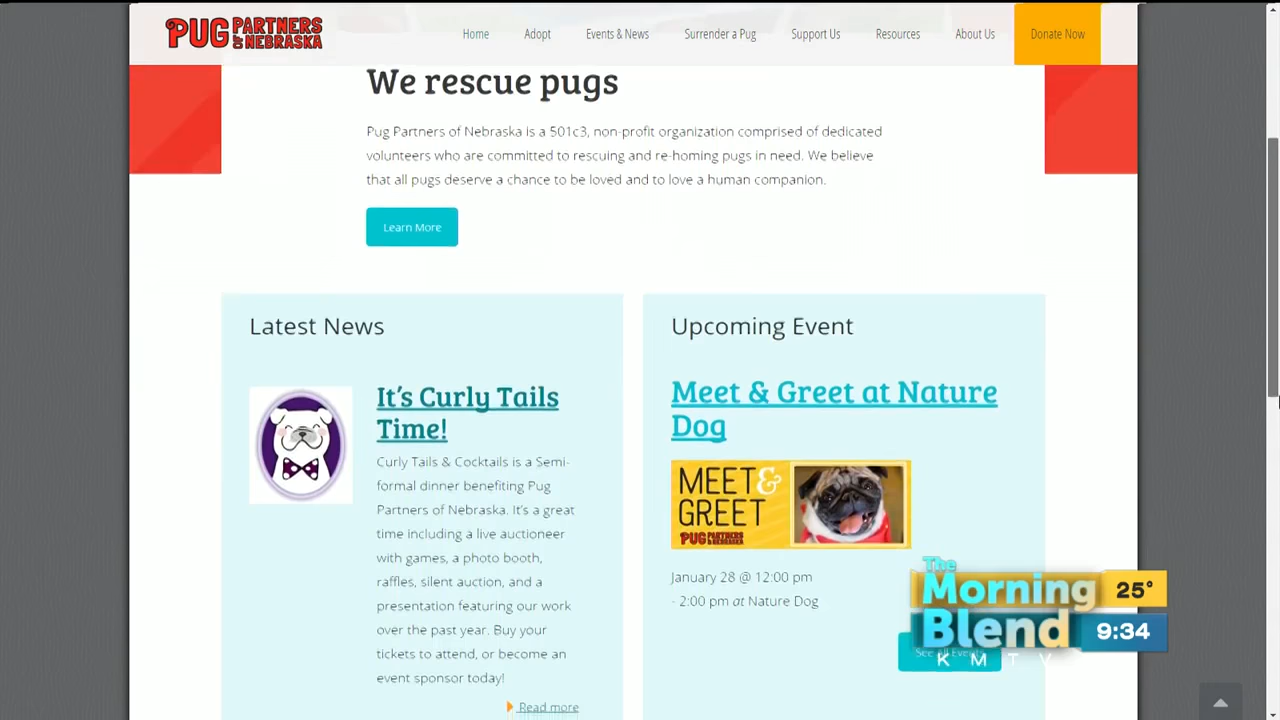 PUG PARTNERS OF NEBRASKA
Home
Adopt
Events & News
Surrender a Pug
Support Us
Resources
About Us
Donate Now
We rescue pugs
Pug Partners of Nebraska is a 501c3, non-profit organization comprised of dedicated
volunteers who are committed to rescuing and re-homing pugs in need. We believe
that all pugs deserve a chance to be loved and to love a human companion.
Learn More
Latest News
It's Curly Tails
Time!
Curly Tails & Cocktails is a Semi-
formal dinner benefiting Pug
Partners of Nebraska. It's a great
time including a live auctioneer
with games, a photo booth,
raffles, silent auction, and a
presentation featuring our work
over the past year. Buy your
tickets to attend, or become an
event sponsor today!
Read more
Upcoming Event
Meet & Greet at Nature
Dog
MEET &
GREET
PUG PARTNERS OF NEBRASKA
January 28 @ 12:00 pm
- 2:00 pm at Nature Dog
See All Events
The
Morning
Blend
KMTV
25°
9:34